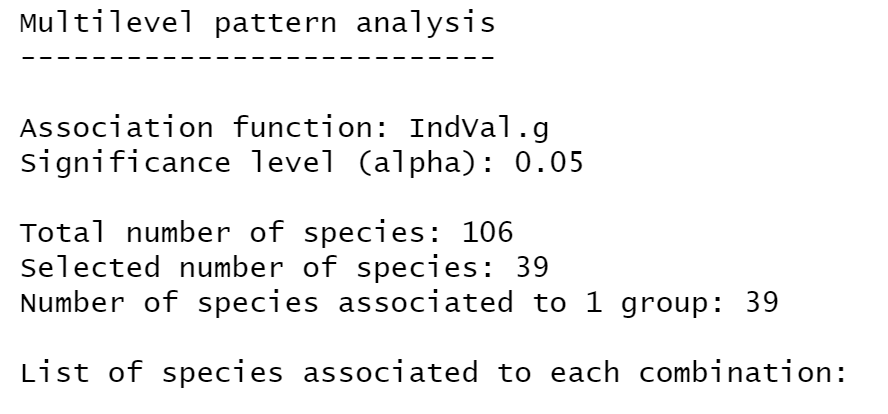 Multilevel pattern analysis
---------------------------
Association function: IndVal.g
Significance level (alpha): 0.05
Total number of species: 106
Selected number of species: 39
Number of species associated to 1 group: 39
List of species associated to each combination: